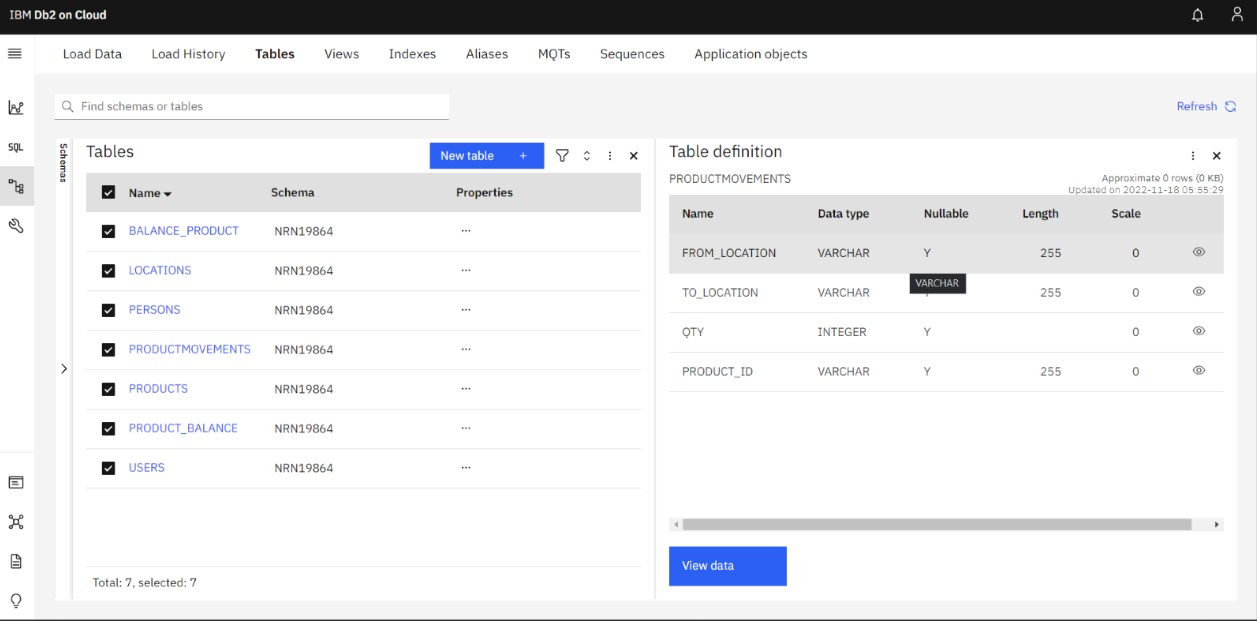 IBM Db2 on Cloud
Load Data Load History Tables Views Indexes Aliases MQTs Sequences Application objects
Find schemas or tables
Refresh
SQL
Schemas
Tables
New table +
Name Schema Properties
BALANCE_PRODUCT NRN19864 ...
LOCATIONS NRN19864 ...
PERSONS NRN19864 ...
PRODUCTMOVEMENTS NRN19864 ...
PRODUCTS NRN19864 ...
PRODUCT_BALANCE NRN19864 ...
USERS NRN19864 ...
Total: 7, selected: 7
Table definition
PRODUCTMOVEMENTS
Approximate 0 rows (0 KB)
Updated on 2022-11-18 05:55:29
Name Data type Nullable Length Scale
FROM_LOCATION VARCHAR Y 255 0
VARCHAR
TO_LOCATION VARCHAR 255 0
QTY INTEGER Y 0
PRODUCT_ID VARCHAR Y 255 0
View data